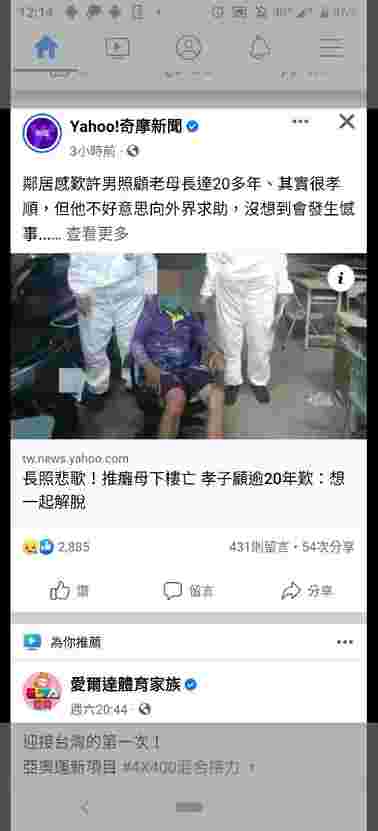 12:14
Yahoo!奇摩新聞
3小時前
鄰居感歎許男照顧老母長達20多年、其實很孝
順，但他不好意思向外界求助，沒想到會發生憾
事...... 查看更多
i
tw.news.yahoo.com
長照悲歌！推癱母下樓亡 孝子顧逾20年歎：想
一起解脫
2,885
431則留言・54次分享
留言
分享
為你推薦
愛爾達體育家族
週六20:44
迎接台灣的第一次！
亞奧運新項目 #4X400混合接力 ，